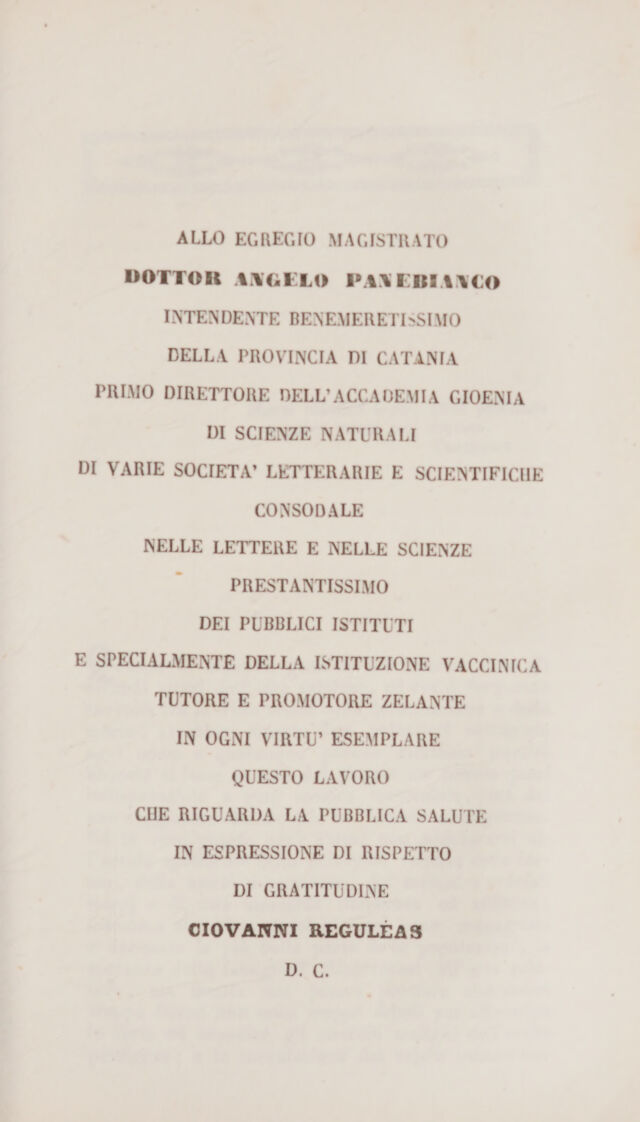 ALLO EGREGIO MAGISTRATO
DOTTOR ANGELO PANEBIANCO
INTENDENTE BENEMERETISSIMO
DELLA PROVINCIA DI CATANIA
PRIMO DIRETTORE DELL'ACCADEMIA GIOENIA
DI SCIENZE NATURALI
DI VARIE SOCIETA' LETTERARIE E SCIENTIFICHE
CONSODALE
NELLE LETTERE E NELLE SCIENZE
PRESTANTISSIMO
DEI PUBBLICI ISTITUTI
E SPECIALMENTE DELLA ISTITUZIONE VACCINICA
TUTORE E PROMOTORE ZELANTE
IN OGNI VIRTU' ESEMPLARE
QUESTO LAVORO
CHE RIGUARDA LA PUBBLICA SALUTE
IN ESPRESSIONE DI RISPETTO
DI GRATITUDINE
GIOVANNI REGULÈAS
D. C.